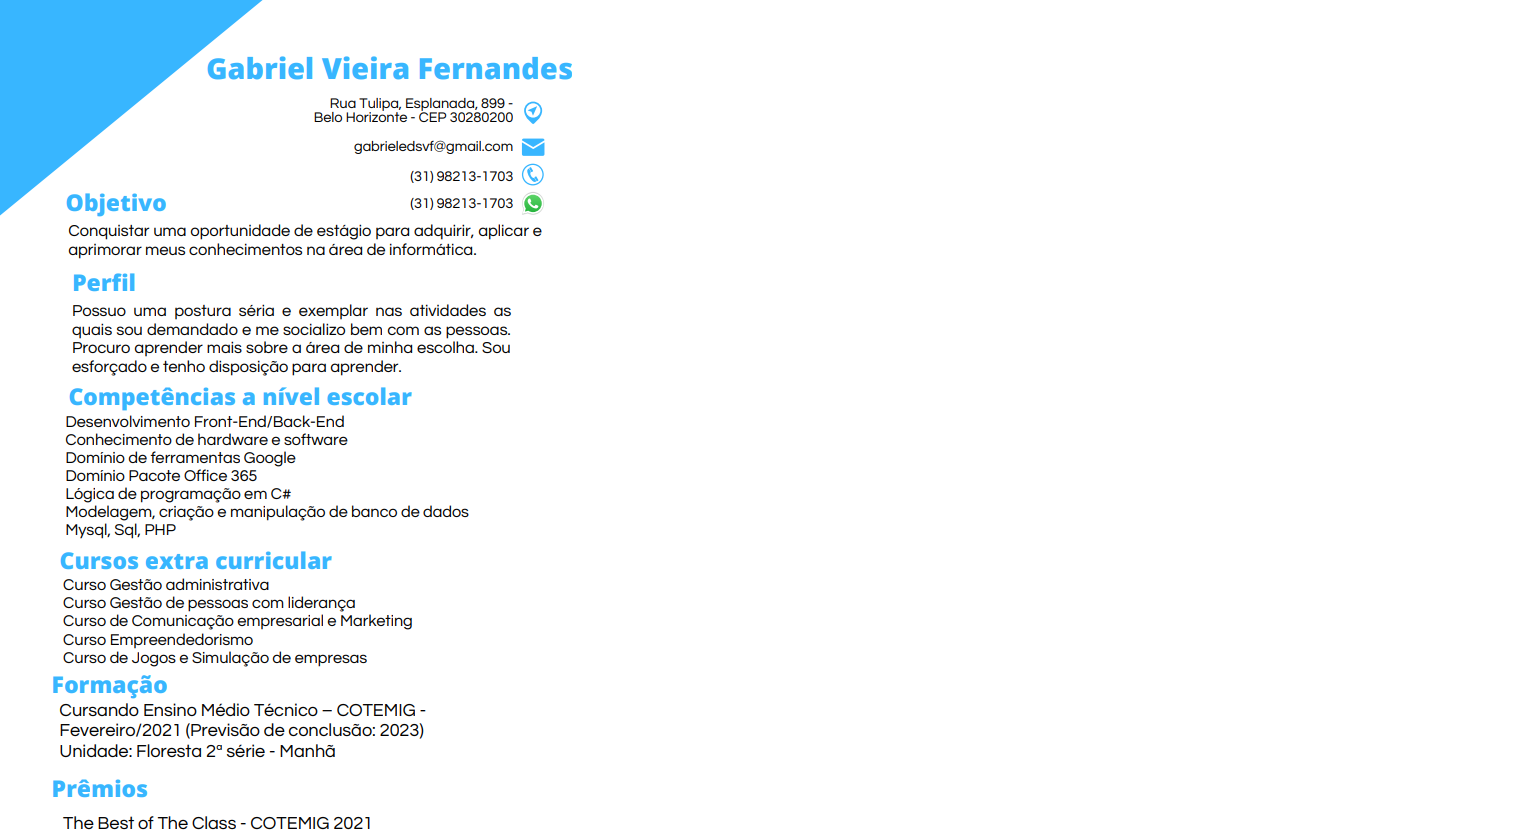 Gabriel Vieira Fernandes
Rua Tulipa, Esplanada, 899 -
Belo Horizonte - CEP 30280200
gabrieledsvf@gmail.com
(31) 98213-1703
(31) 98213-1703
Objetivo
Conquistar uma oportunidade de estágio para adquirir, aplicar e
aprimorar meus conhecimentos na área de informática.
Perfil
Possuo uma postura séria e exemplar nas atividades as
quais sou demandado e me socializo bem com as pessoas.
Procuro aprender mais sobre a área de minha escolha. Sou
esforçado e tenho disposição para aprender.
Competências a nível escolar
Desenvolvimento Front-End/Back-End
Conhecimento de hardware e software
Domínio de ferramentas Google
Domínio Pacote Office 365
Lógica de programação em C#
Modelagem, criação e manipulação de banco de dados
Mysql, Sql, PHP
Cursos extra curricular
Curso Gestão administrativa
Curso Gestão de pessoas com liderança
Curso de Comunicação empresarial e Marketing
Curso Empreendedorismo
Curso de Jogos e Simulação de empresas
Formação
Cursando Ensino Médio Técnico – COTEMIG -
Fevereiro/2021 (Previsão de conclusão: 2023)
Unidade: Floresta 2ª série - Manhã
Prêmios
The Best of The Class - COTEMIG 2021